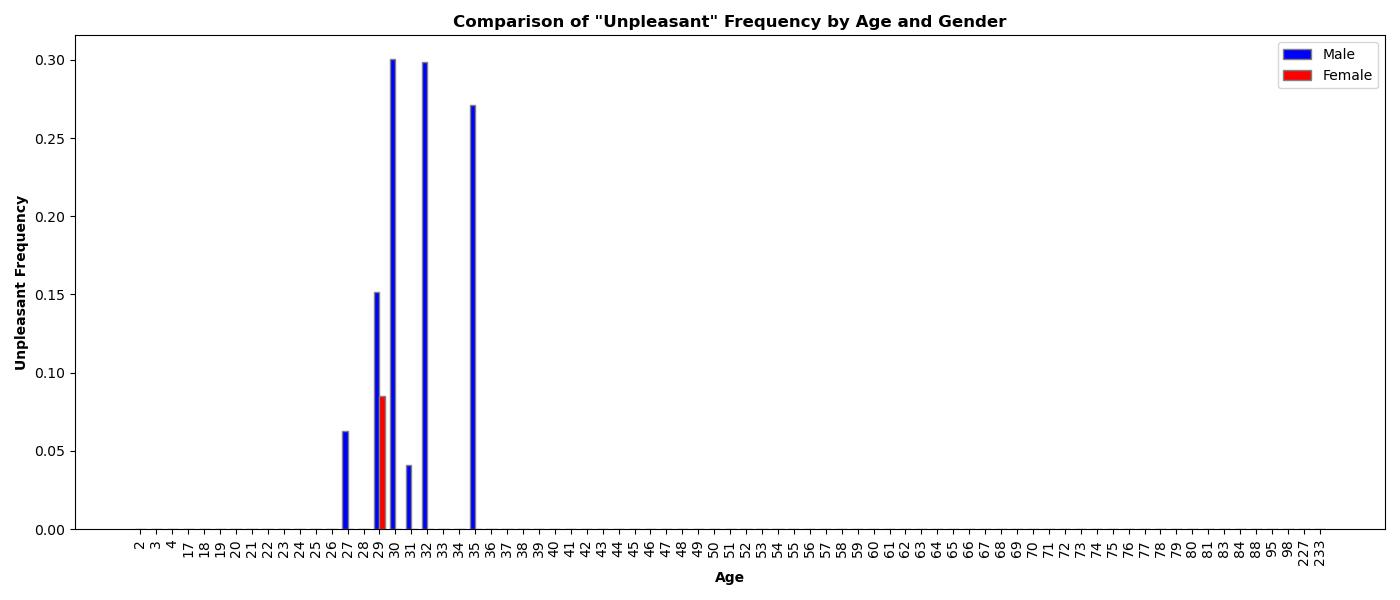 Comparison of "Unpleasant" Frequency by Age and Gender
Male
Female
Unpleasant Frequency
0.30
0.25
0.20
0.15
0.10
0.05
0.00
2 3 4 17 18 19 20 21 22 23 24 25 26 27 28 29 30 31 32 33 34 35 36 37 38 39 40 41 42 43 44 45 46 47 48 49 50 51 52 53 54 55 56 57 58 59 60 61 62 63 64 65 66 67 68 69 70 71 72 73 74 75 76 77 78 79 80 81 83 84 88 95 98 227 233
Age